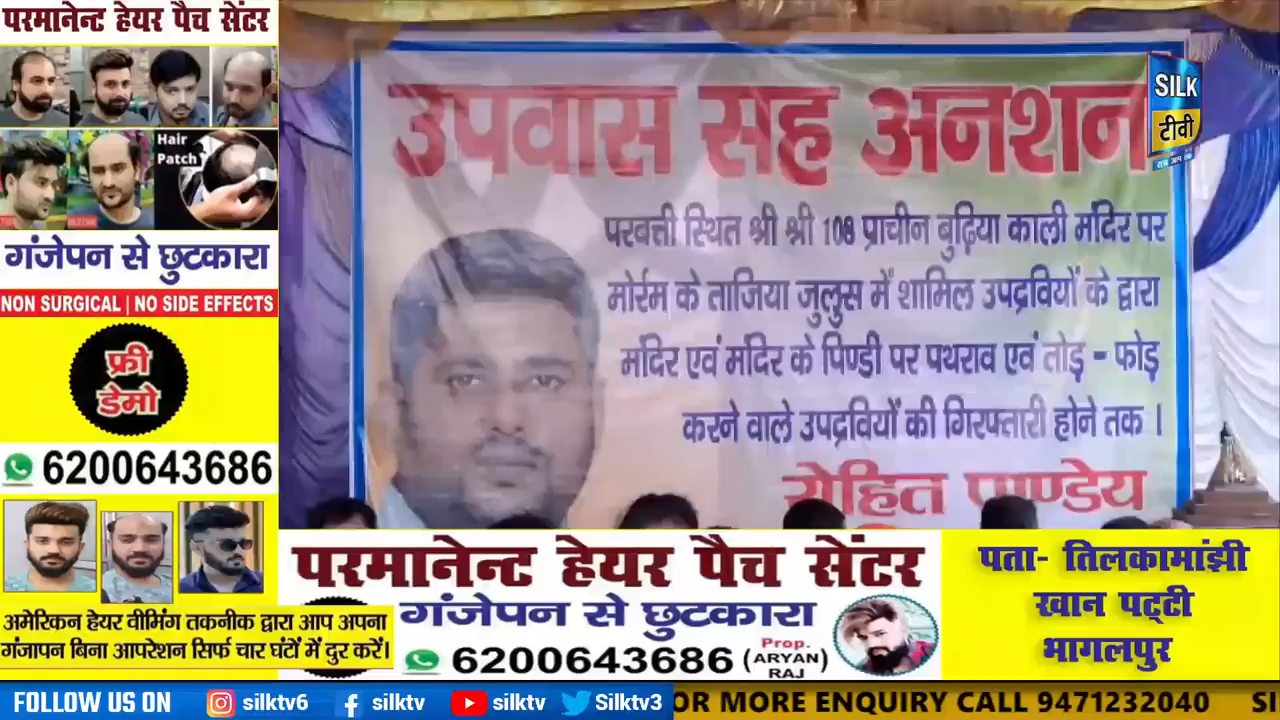 परमानेन्ट हेयर पैच सेंटर
Hair
Patch
गंजेपन से छुटकारा
NON SURGICAL | NO SIDE EFFECTS
फ्री
डेमो
6200643686
अमेरिकन हेयर वीमिंग तकनीक द्वारा आप अपना
गंजापन बिना आपरेशन सिर्फ चार घंटों में दुर करें।
उपवास सह अनशन
SILK
टीवी
परवत्ती स्थित श्री श्री 108 प्राचीन बुढ़िया काली मंदिर पर
मोर्रम के ताजिया जुलुस में शामिल उपद्रवियों के द्वारा
मंदिर एवं मंदिर के पिण्डी पर पथराव एवं तोड़ - फोड़
करने वाले उपद्रवियों की गिरफ्तारी होने तक ।
रोहित पाण्डेय
परमानेन्ट हेयर पैच सेंटर
गंजेपन से छुटकारा
6200643686 (ARYAN RAJ)
Prop.
पता- तिलकामांझी
खान पट्टी
भागलपुर
FOLLOW US ON silktv6 silktv silktv Silktv3 OR MORE ENQUIRY CALL 9471232040 SI